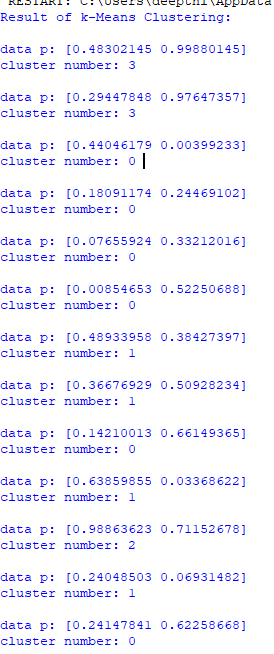 RESTART: C:\Users\deepthi\AppData
Result of k-Means Clustering:
data p: [0.48302145 0.99880145]
cluster number: 3
data p: [0.29447848 0.97647357]
cluster number: 3
data p: [0.44046179 0.00399233]
cluster number: 0
data p: [0.18091174 0.24469102]
cluster number: 0
data p: [0.07655924 0.33212016]
cluster number: 0
data p: [0.00854653 0.52250688]
cluster number: 0
data p: [0.48933958 0.38427397]
cluster number: 1
data p: [0.36676929 0.50928234]
cluster number: 1
data p: [0.14210013 0.66149365]
cluster number: 0
data p: [0.63859855 0.03368622]
cluster number: 1
data p: [0.98863623 0.71152678]
cluster number: 2
data p: [0.24048503 0.06931482]
cluster number: 1
data p: [0.24147841 0.62258668]
cluster number: 0